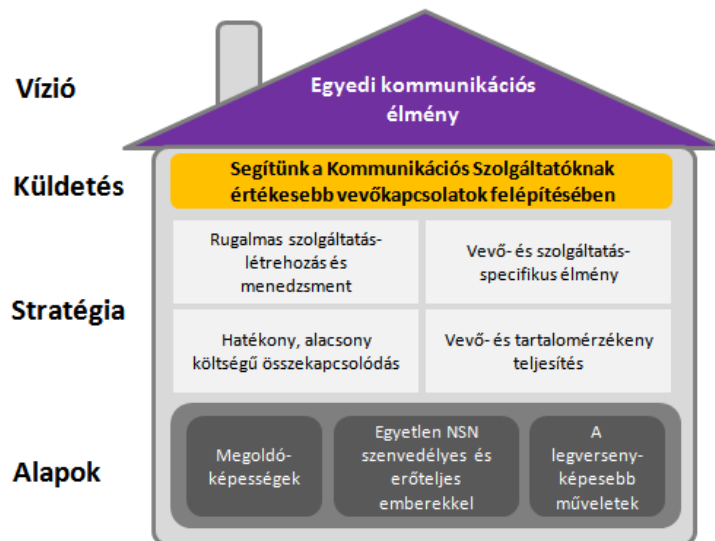 Vízió
Egyedi kommunikációs
élmény
Küldetés
Segítünk a Kommunikációs Szolgáltatóknak
értékesebb vevőkapcsolatok felépítésében
Stratégia
Rugalmas szolgáltatás-
létrehozás és
menedzsment
Vevő- és szolgáltatás-
specifikus élmény
Hatékony, alacsony
költségű összekapcsolódás
Vevő- és tartalomérzékeny
teljesítés
Alapok
Megoldó-
képességek
Egyetlen NSN
szenvedélyes és
erőteljes
emberekkel
A
legverseny-
képesebb
műveletek